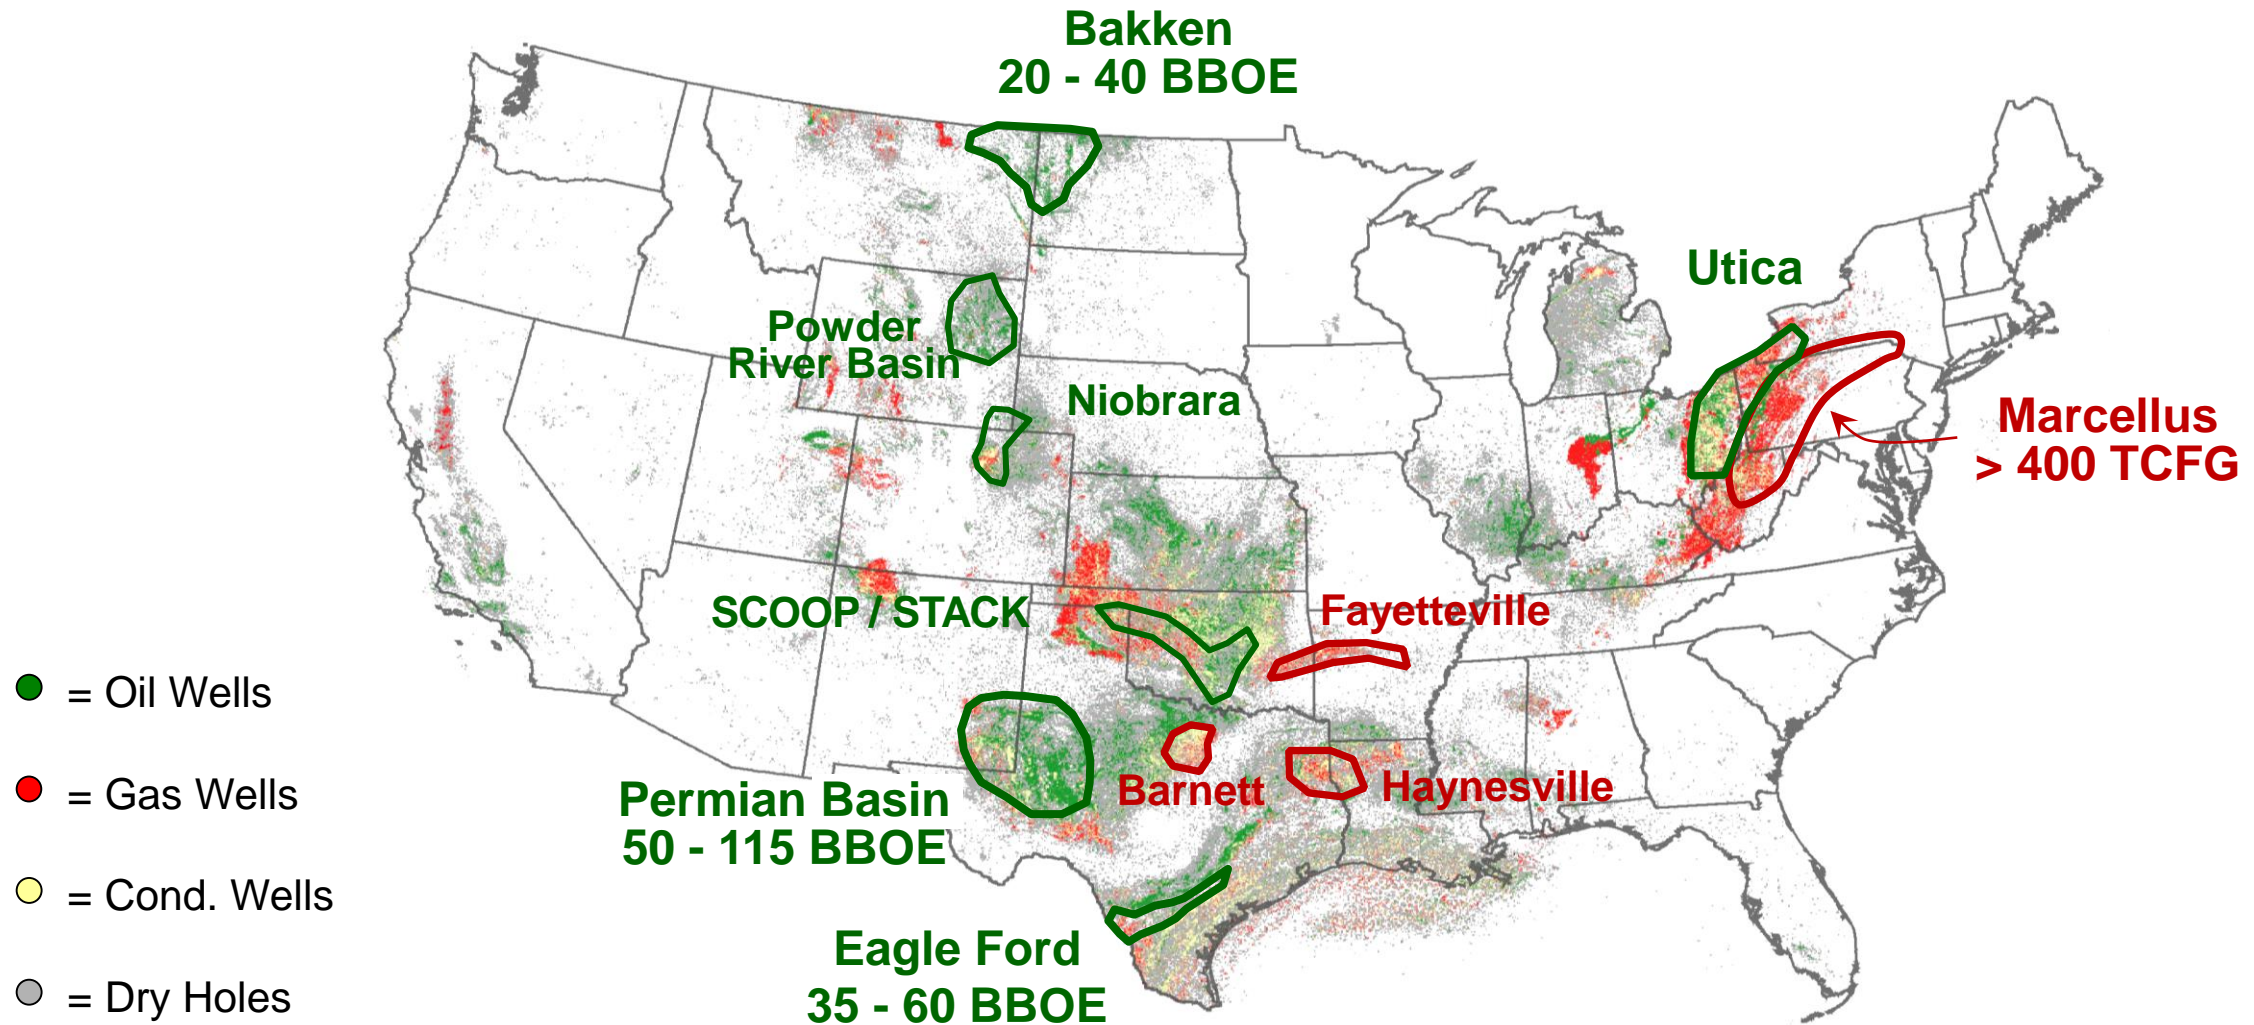 Bakken
20 - 40 BBOE
Utica
Powder
River Basin
Niobrara
Marcellus
> 400 TCFG
SCOOP / STACK
Fayetteville
= Oil Wells
= Gas Wells
Permian Basin
50 - 115 BBOE
Barnett
Haynesville
= Cond. Wells
Eagle Ford
35 - 60 BBOE
= Dry Holes